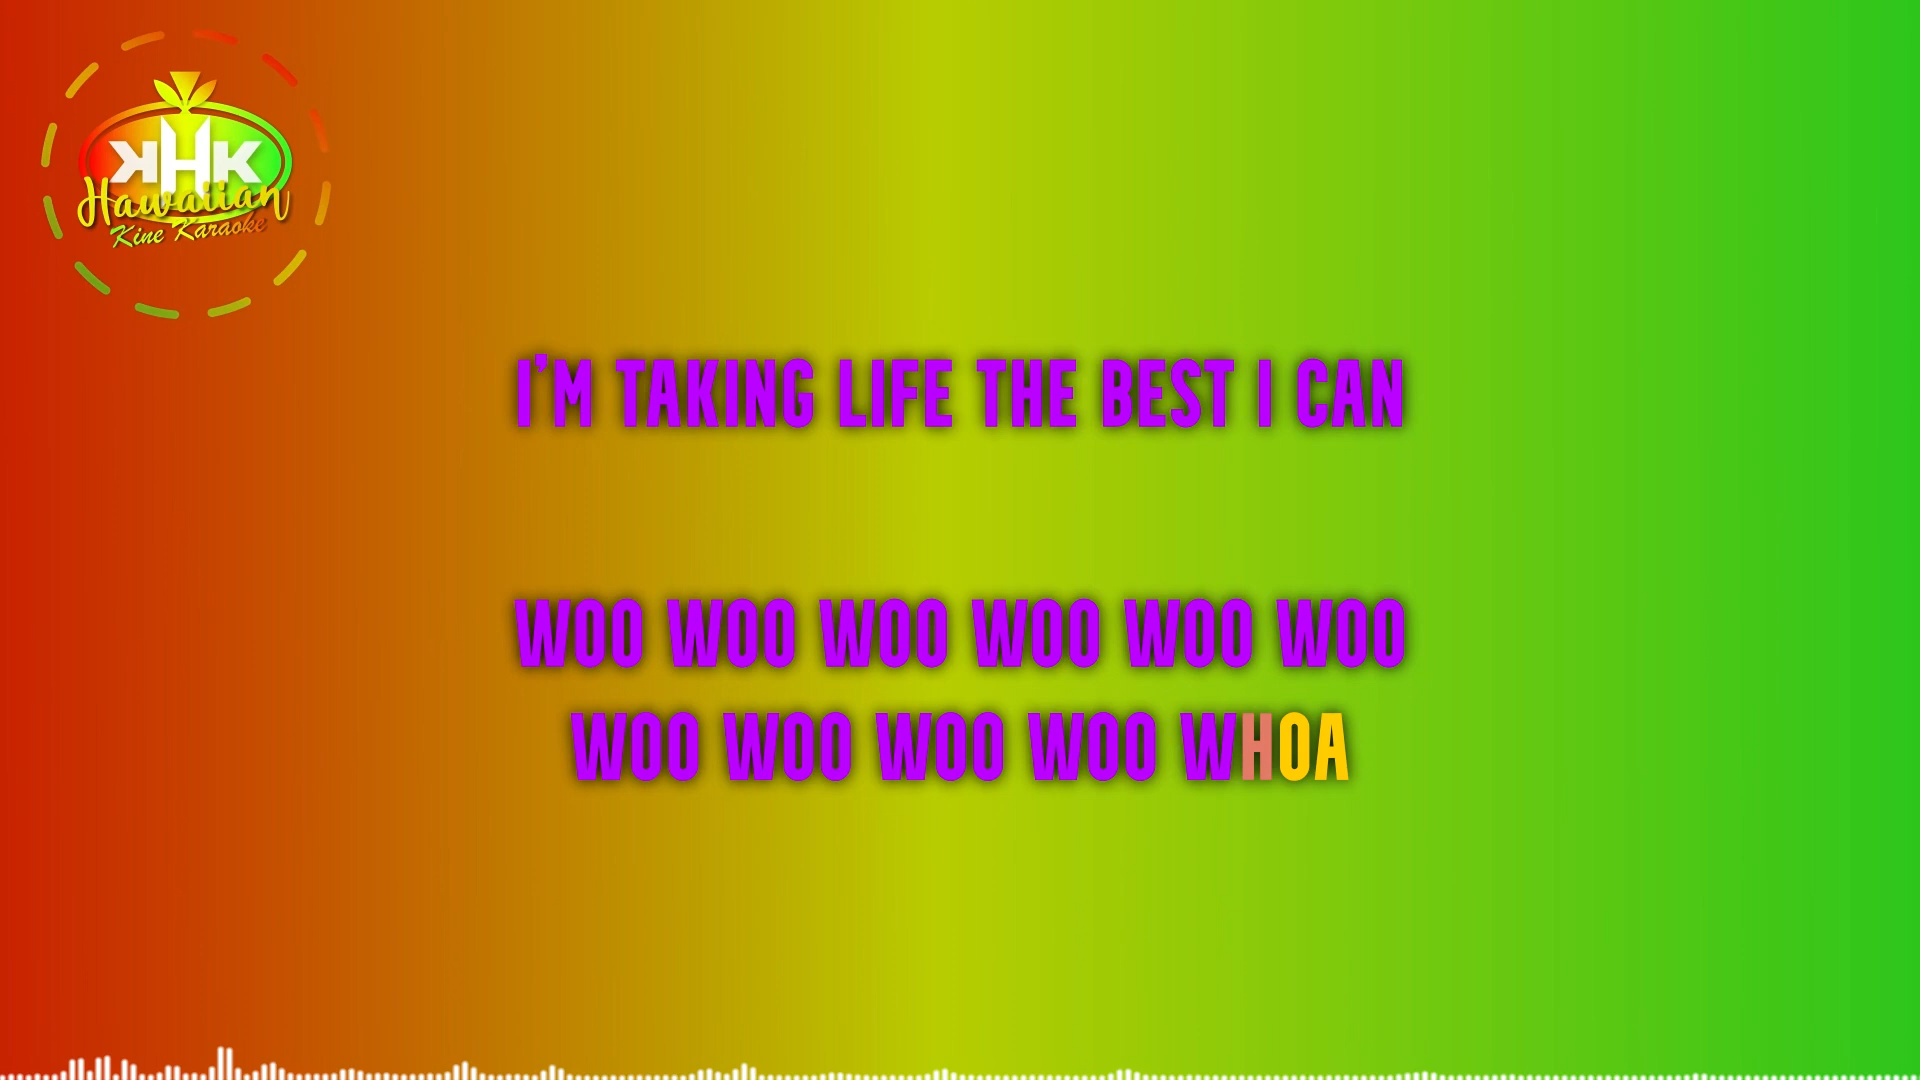 KHK
Hawaiian
Kine Karaoke
I'M TAKING LIFE THE BEST I CAN
WOO WOO WOO WOO WOO WOO
WOO WOO WOO WOO WHOA